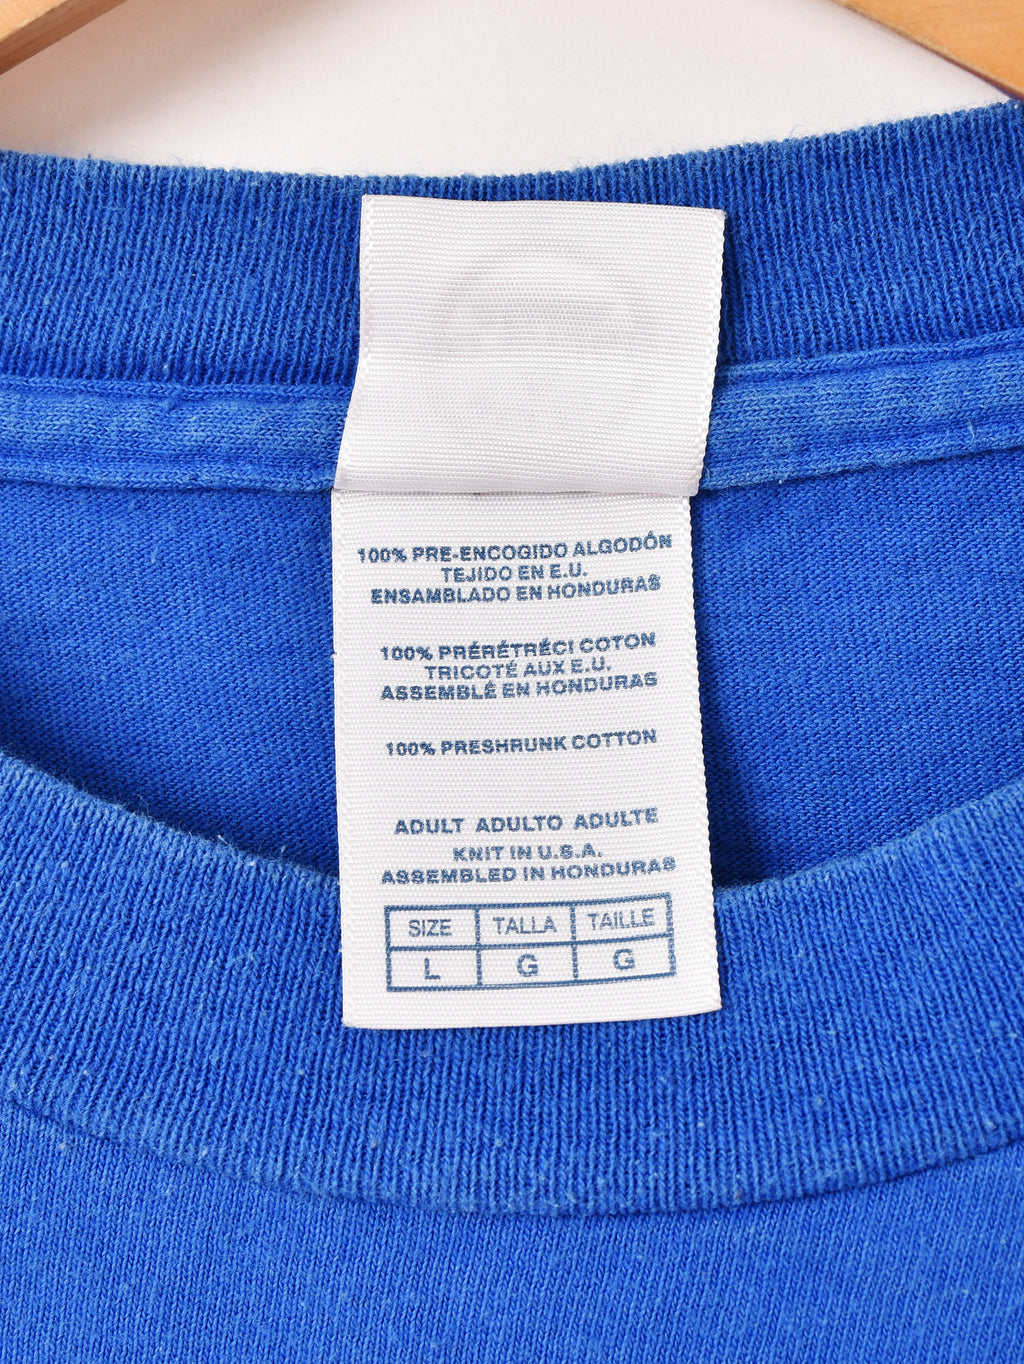 100% PRE-ENCOGIDO ALGODÓN
TEJIDO EN E.U.
ENSAMBLADO EN HONDURAS
100% PRÉRÉTRÉCI COTON
TRICOTÉ AUX E.U.
ASSEMBLÉ EN HONDURAS
100% PRESHRUNK COTTON
ADULT ADULTO ADULTE
KNIT IN U.S.A.
ASSEMBLED IN HONDURAS
SIZE TALLA TAILLE
L G G